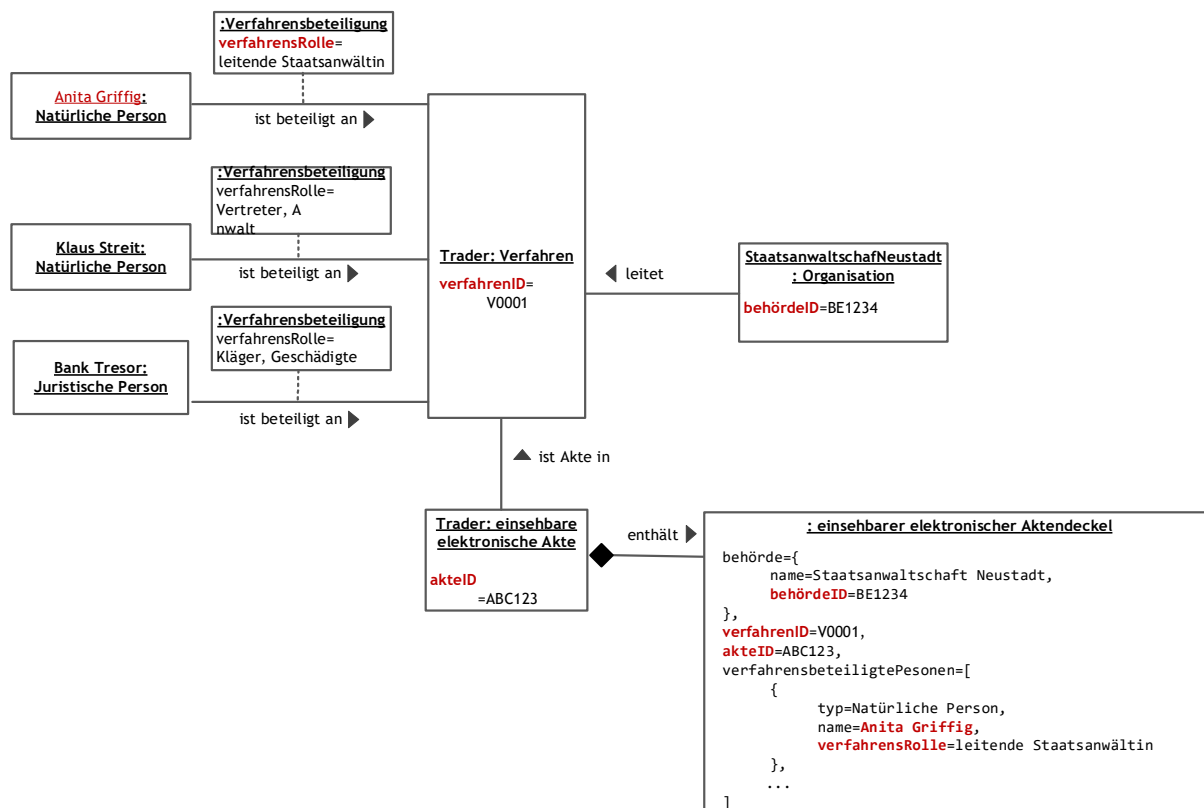 :Verfahrensbeteiligung
verfahrensRolle=
leitende Staatsanwältin
Anita Griffig:
Natürliche Person
ist beteiligt an
:Verfahrensbeteiligung
verfahrensRolle=
Vertreter, A
nwalt
Klaus Streit:
Natürliche Person
ist beteiligt an
:Verfahrensbeteiligung
verfahrensRolle=
Kläger, Geschädigte
Bank Tresor:
Juristische Person
ist beteiligt an
Trader: Verfahren
verfahrenID=
V0001
leitet
StaatsanwaltschafNeustadt
: Organisation
behördeID=BE1234
ist Akte in
Trader: einsehbare
elektronische Akte
akteID
=ABC123
enthält
: einsehbarer elektronischer Aktendeckel
behörde={
name=Staatsanwaltschaft Neustadt,
behördeID=BE1234
},
verfahrenID=V0001,
akteID=ABC123,
verfahrensbeteiligtePesonen=[
{
typ=Natürliche Person,
name=Anita Griffig,
verfahrensRolle=leitende Staatsanwältin
},
...
]